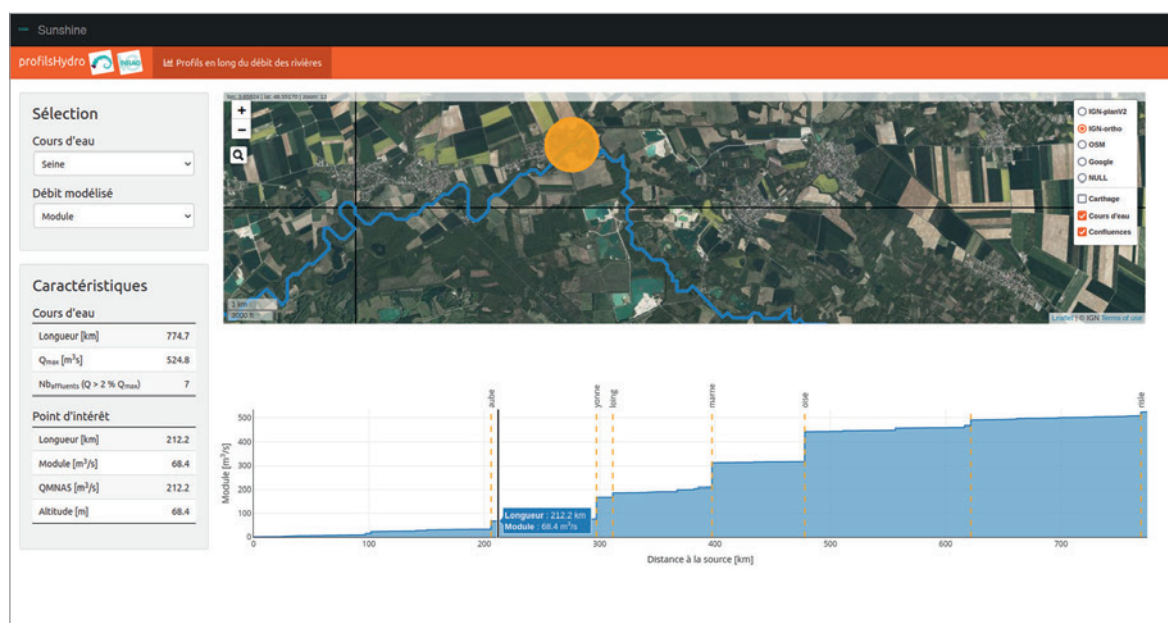 Sunshine
profilsHydro
INRAE
Profils en long du débit des rivières
Sélection
Cours d'eau
Seine
Débit modélisé
Module
Caractéristiques
Cours d'eau
Longueur [km] 774.7
Qmax [m³s] 524.8
Nbaffluents (Q > 2 % Qmax) 7
Point d'intérêt
Longueur [km] 212.2
Module [m³/s] 68.4
QMNA5 [m³/s] 212.2
Altitude [m] 68.4
+
−
IGN-planV2
IGN-ortho
OSM
Google
NULL
Carthage
Cours d'eau
Confluences
3000 ft
Leaflet | © IGN Terms of use
aube
yonne
loing
marne
oise
risle
Module [m³/s]
500
400
300
200
100
0
Longueur : 212.2 km
Module : 68.4 m³/s
0 100 200 300 400 500 600 700
Distance à la source [km]